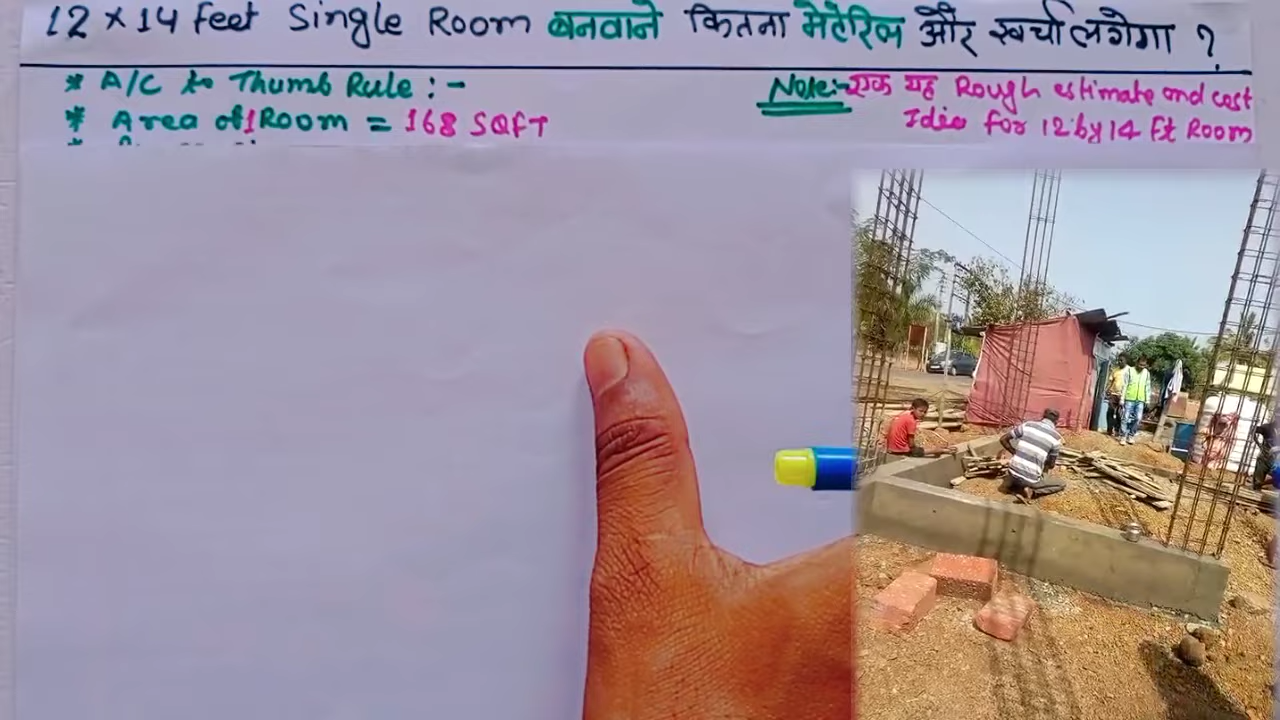 12 × 14 feet Single Room बनवाने कितना मेटेरिल और खर्चा लगेगा ?
* A/C to Thumb Rule : -
* Area of 1 Room = 168 SQFT
Note:- एक यह Rough estimate and cost
Idia for 12 by 14 Ft Room